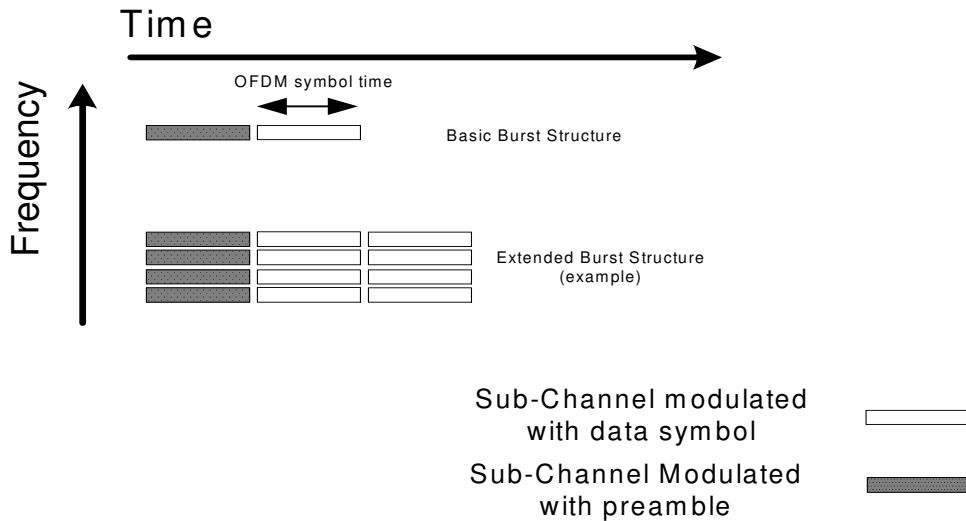 Time
Frequency
OFDM symbol time
Basic Burst Structure
Extended Burst Structure
(example)
Sub-Channel modulated
with data symbol
Sub-Channel Modulated
with preamble